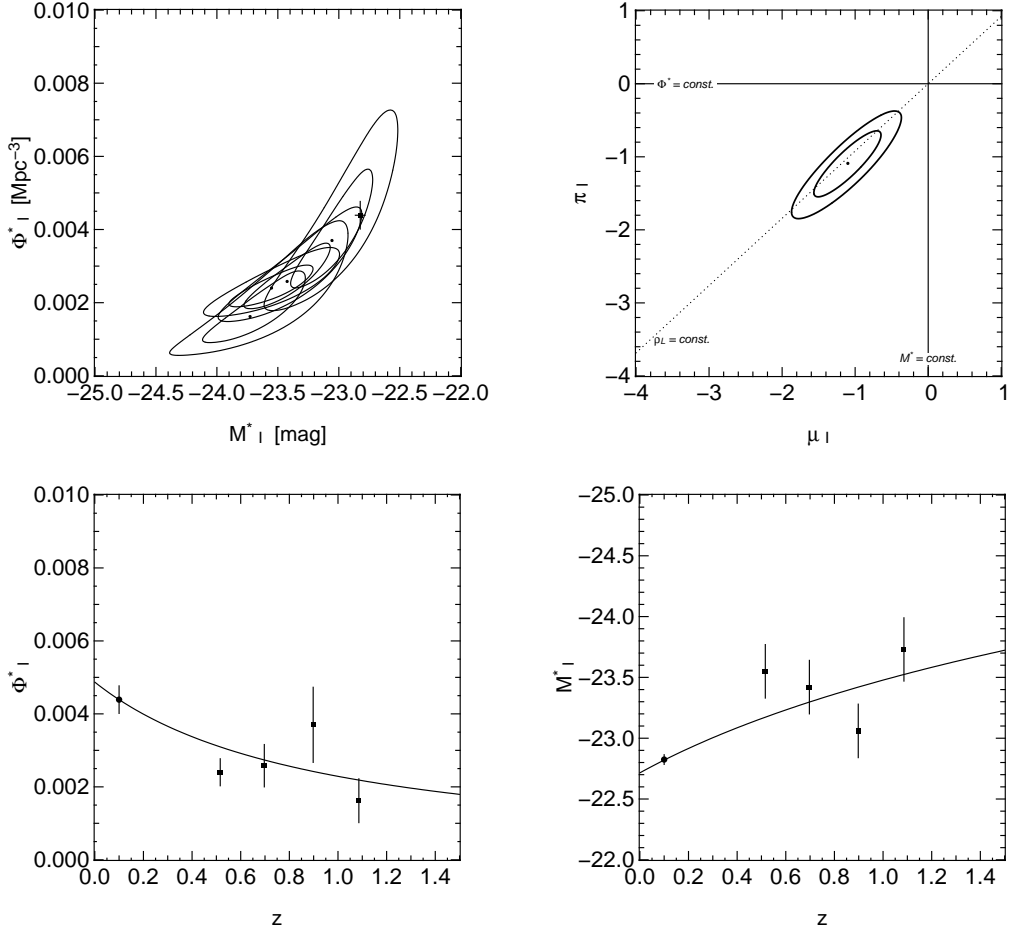 0.010
0.008
0.006
0.004
0.002
0.000
Φ*I [Mpc−3]
−25.0 −24.5 −24.0 −23.5 −23.0 −22.5 −22.0
M*I [mag]
1
0
−1
−2
−3
−4
πI
Φ* = const.
ρL = const.
M* = const.
−4 −3 −2 −1 0 1
μI
0.010
0.008
0.006
0.004
0.002
0.000
Φ*I
0.0 0.2 0.4 0.6 0.8 1.0 1.2 1.4
z
−25.0
−24.5
−24.0
−23.5
−23.0
−22.5
−22.0
M*I
0.0 0.2 0.4 0.6 0.8 1.0 1.2 1.4
z